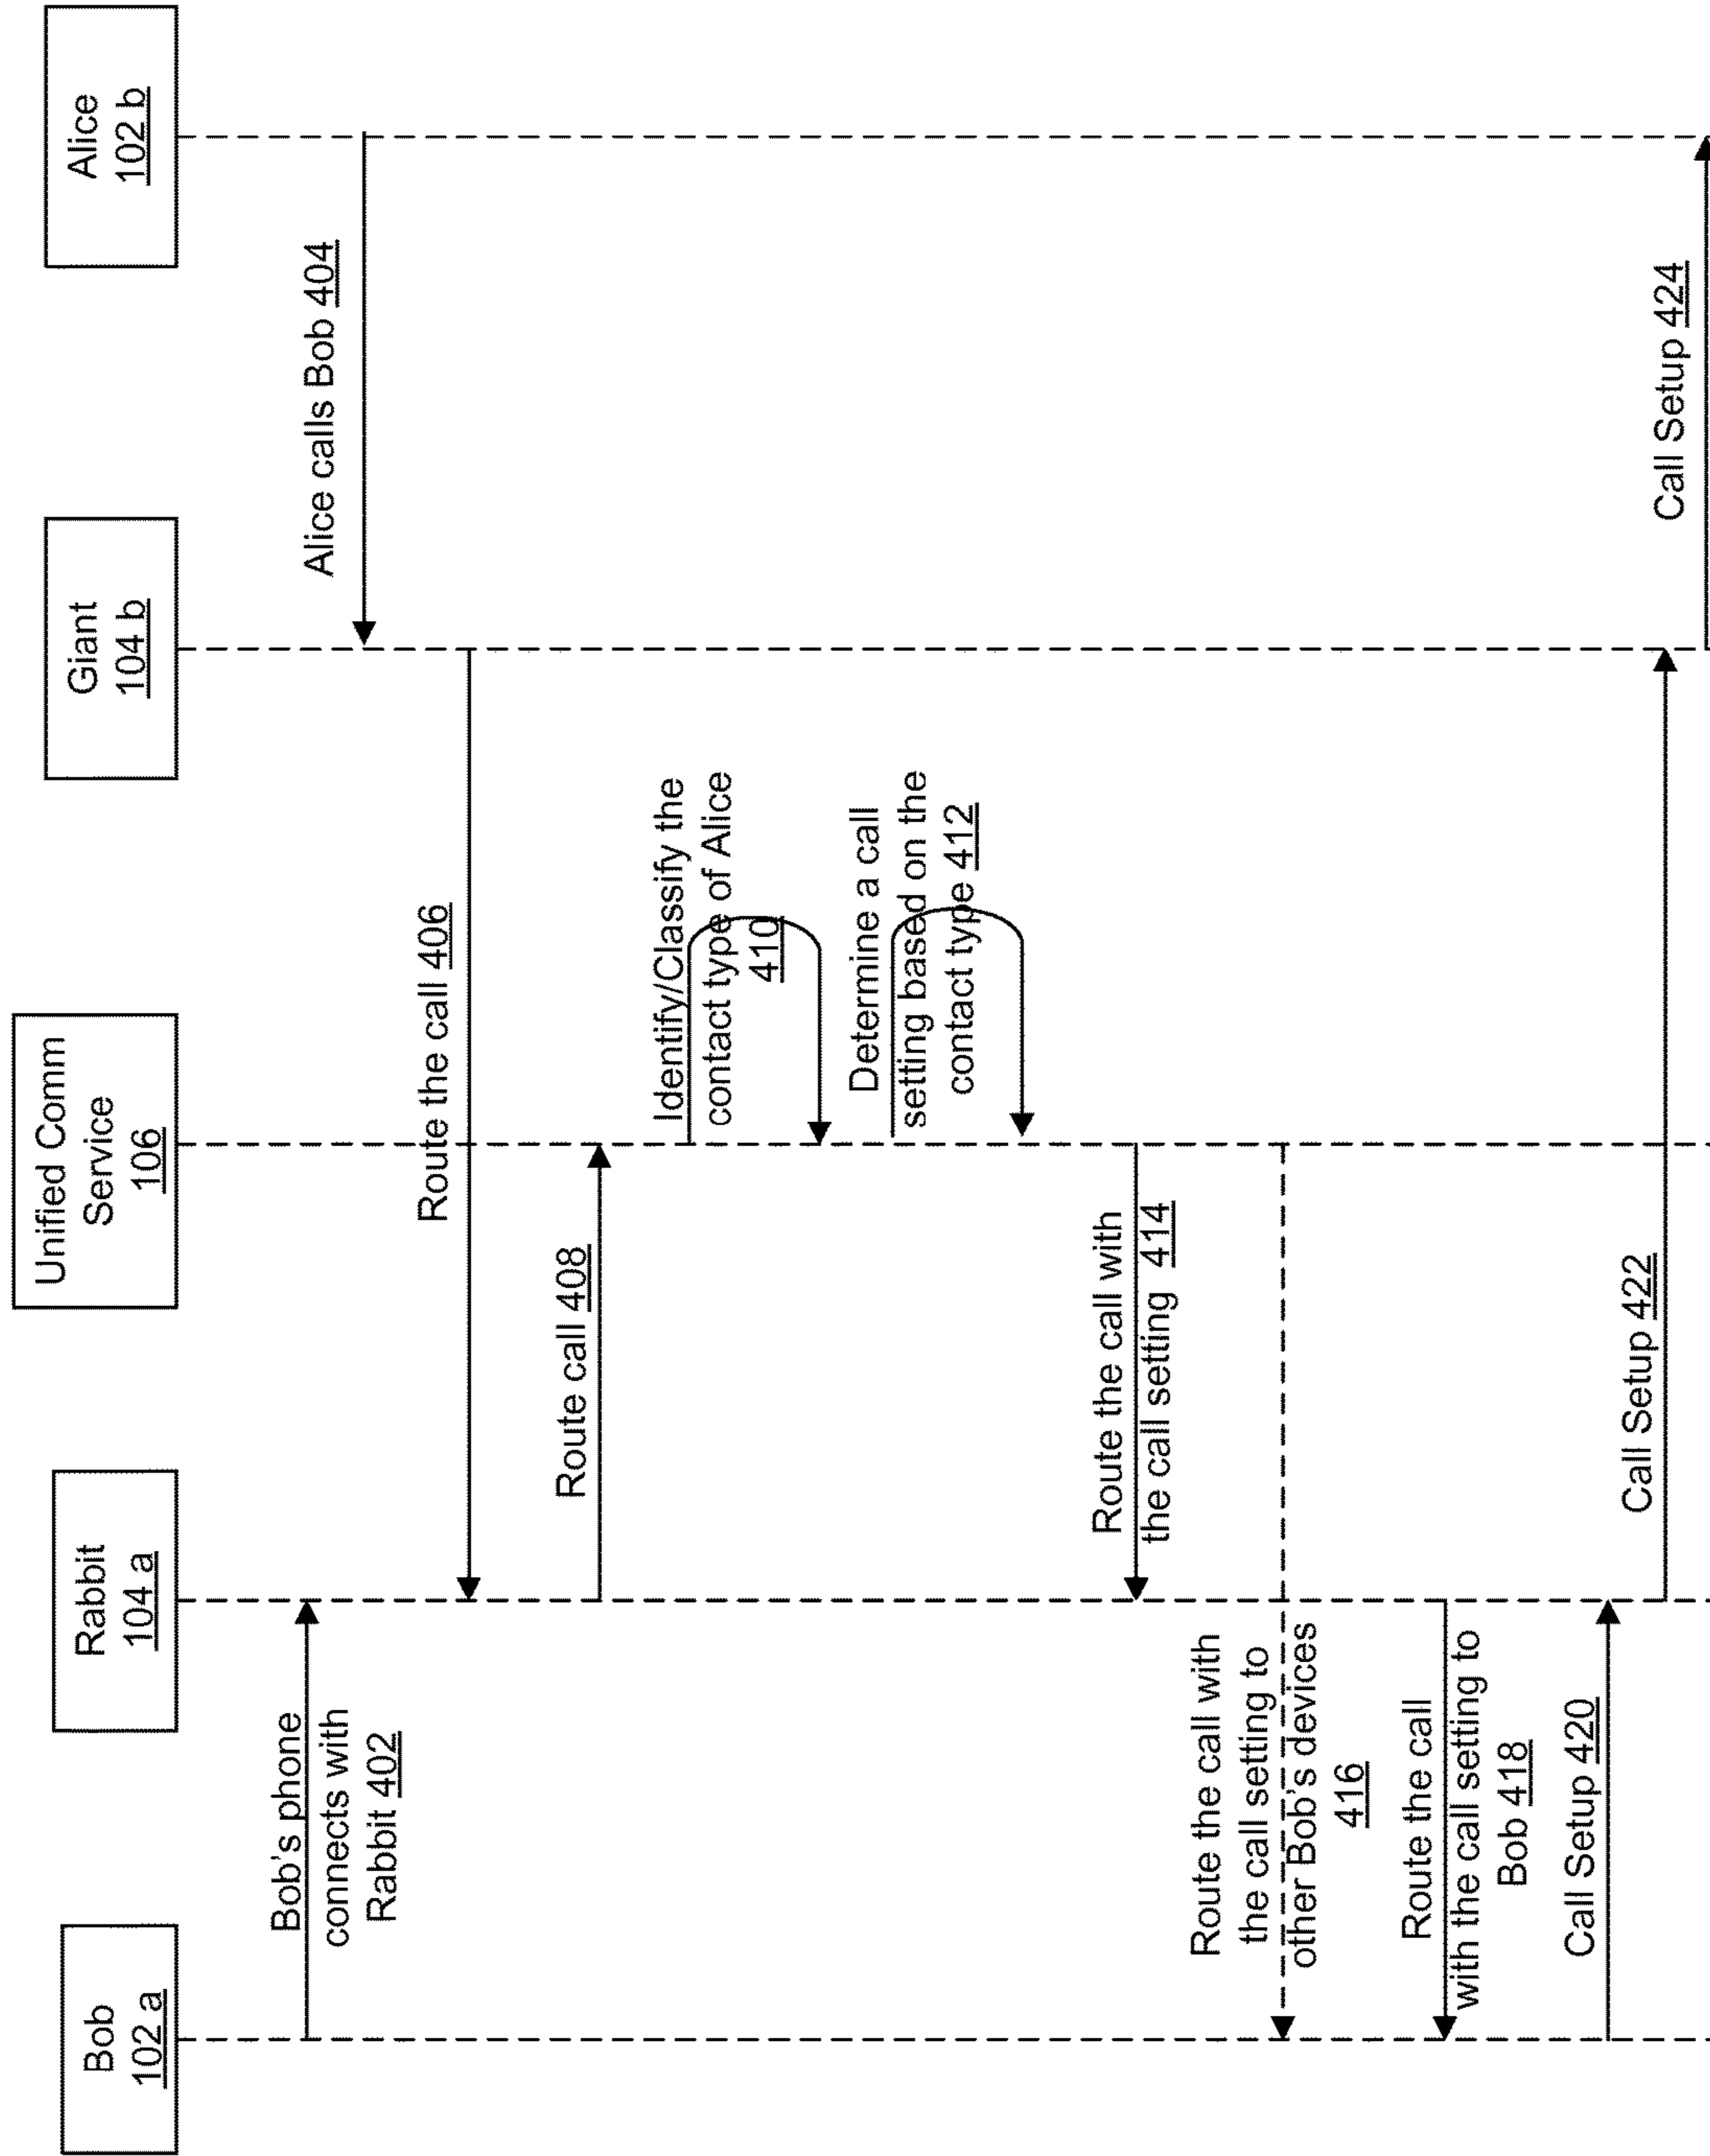 Bob
102 a
Rabbit
104 a
Unified Comm
Service
106
Giant
104 b
Alice
102 b
Bob's phone
connects with
Rabbit 402
Alice calls Bob 404
Route the call 406
Route call 408
Identify/Classify the
contact type of Alice
410
Determine a call
setting based on the
contact type 412
Route the call with
the call setting 414
Route the call with
the call setting to
other Bob's devices
416
Route the call
with the call setting to
Bob 418
Call Setup 420
Call Setup 422
Call Setup 424